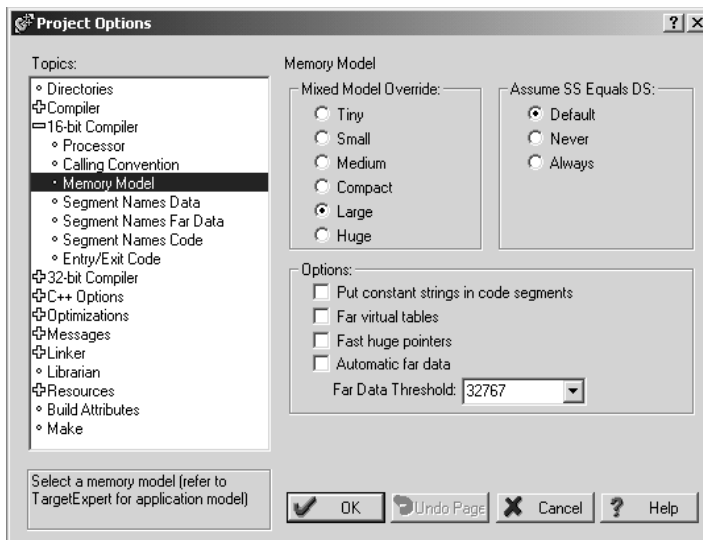 Project Options
Topics:
Directories
Compiler
16-bit Compiler
Processor
Calling Convention
Memory Model
Segment Names Data
Segment Names Far Data
Segment Names Code
Entry/Exit Code
32-bit Compiler
C++ Options
Optimizations
Messages
Linker
Librarian
Resources
Build Attributes
Make
Select a memory model (refer to
TargetExpert for application model)
Memory Model
Mixed Model Override:
Tiny
Small
Medium
Compact
Large
Huge
Assume SS Equals DS:
Default
Never
Always
Options:
Put constant strings in code segments
Far virtual tables
Fast huge pointers
Automatic far data
Far Data Threshold: 32767
OK
Undo Page
Cancel
Help